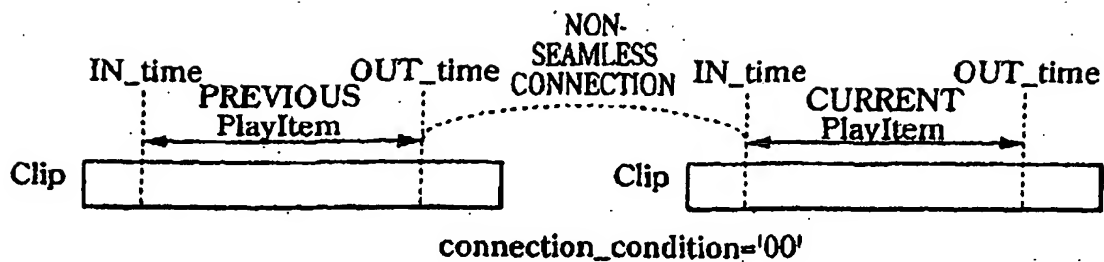 NON-
SEAMLESS
CONNECTION
IN_time OUT_time IN_time OUT_time
PREVIOUS
PlayItem
CURRENT
PlayItem
Clip Clip
connection_condition='00'